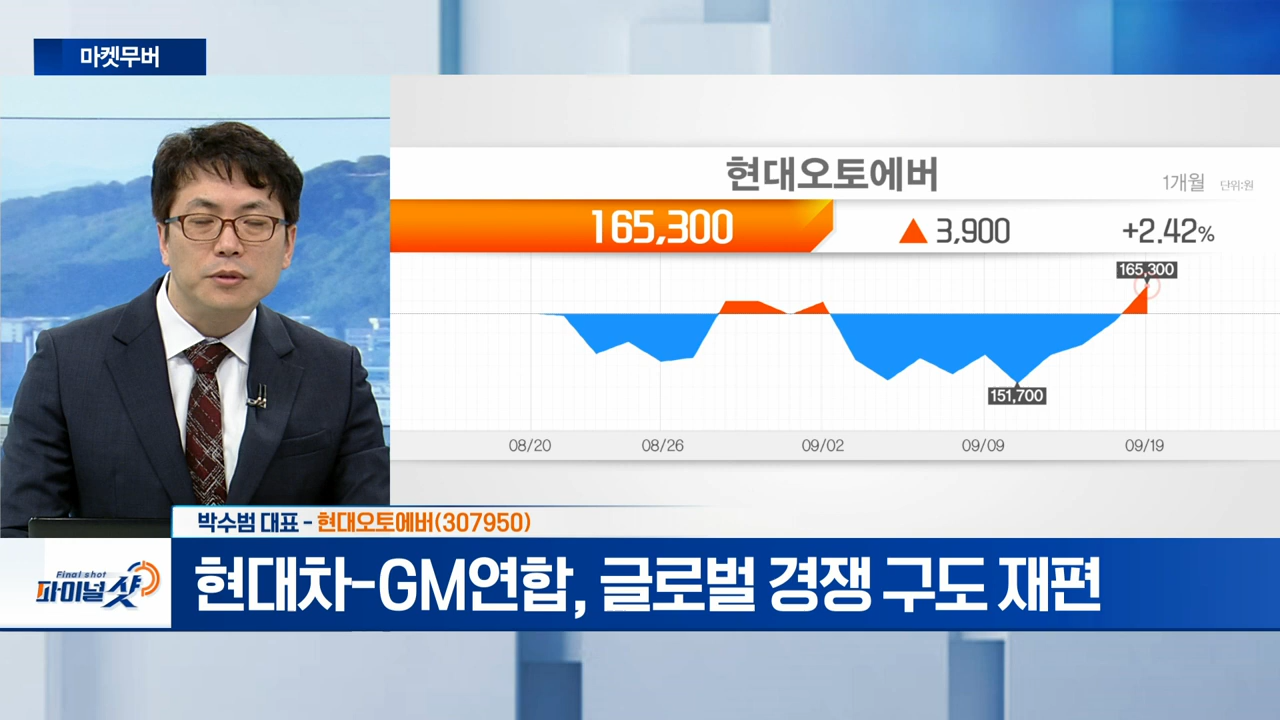 마켓무버
현대오토에버
1개월 단위:원
165,300 ▲ 3,900 +2.42%
165,300
151,700
08/20 08/26 09/02 09/09 09/19
박수범 대표 - 현대오토에버(307950)
Final shot
파이널샷
현대차-GM연합, 글로벌 경쟁 구도 재편